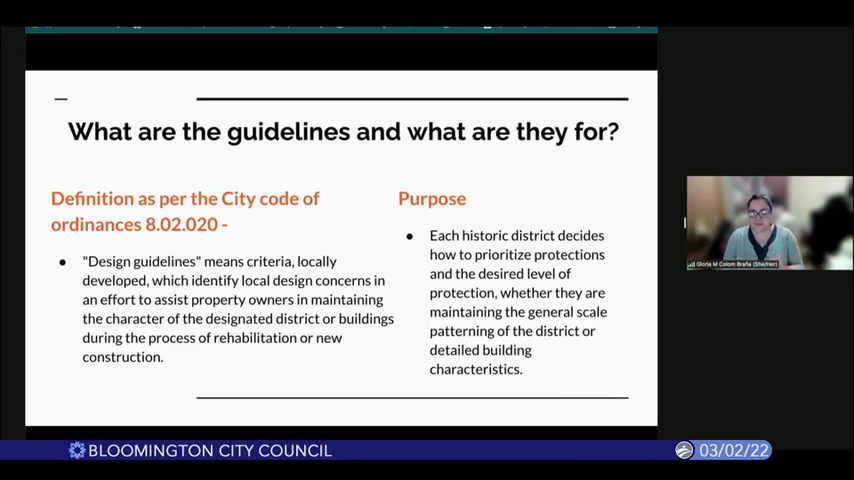 What are the guidelines and what are they for?
Definition as per the City code of
ordinances 8.02.020 -
● "Design guidelines" means criteria, locally
developed, which identify local design concerns in
an effort to assist property owners in maintaining
the character of the designated district or buildings
during the process of rehabilitation or new
construction.
Purpose
● Each historic district decides
how to prioritize protections
and the desired level of
protection, whether they are
maintaining the general scale
patterning of the district or
detailed building
characteristics.
Gloria M Colom Braña (She/Her)
BLOOMINGTON CITY COUNCIL
03/02/22